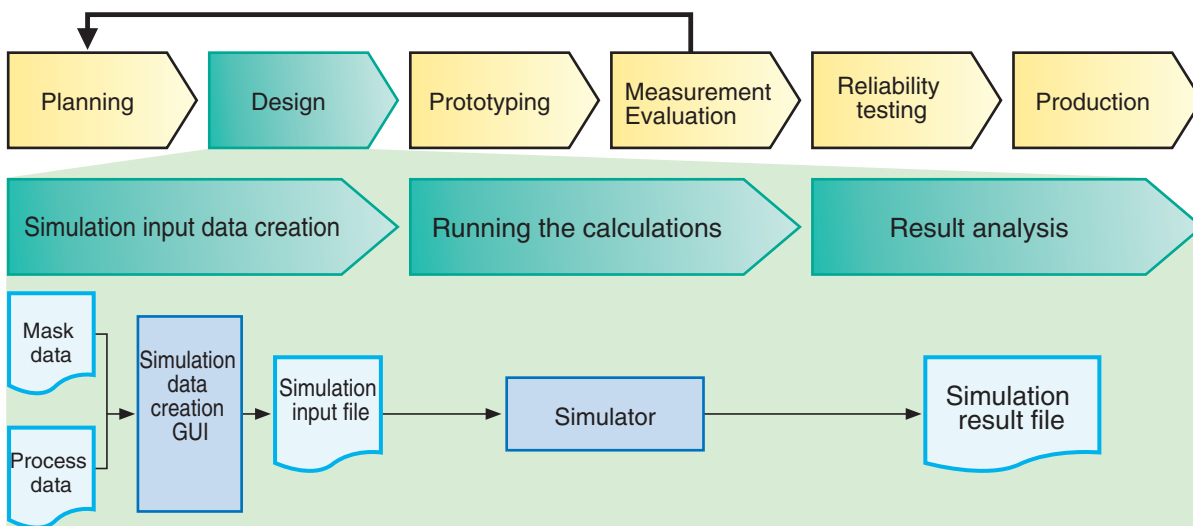 Planning
Design
Prototyping
Measurement
Evaluation
Reliability
testing
Production
Simulation input data creation
Running the calculations
Result analysis
Mask
data
Process
data
Simulation
data
creation
GUI
Simulation
input file
Simulator
Simulation
result file